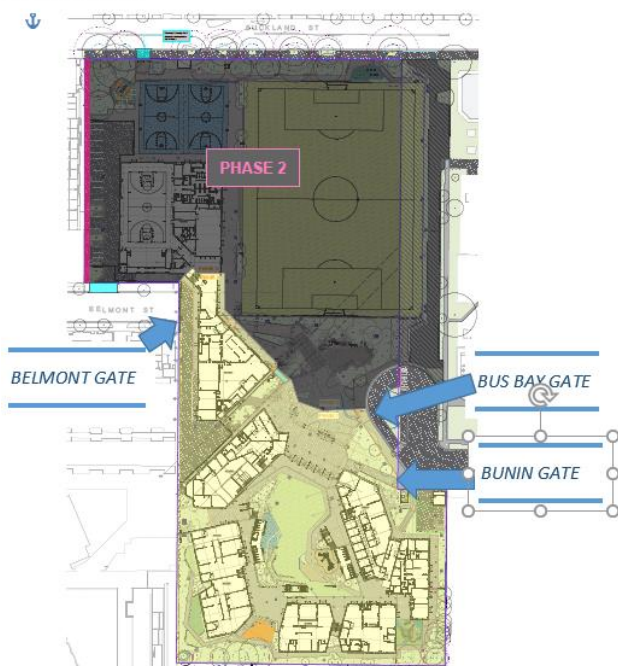 BUCKLAND ST
PHASE 2
BELMONT ST
BELMONT GATE
BUS BAY GATE
BUNIN GATE